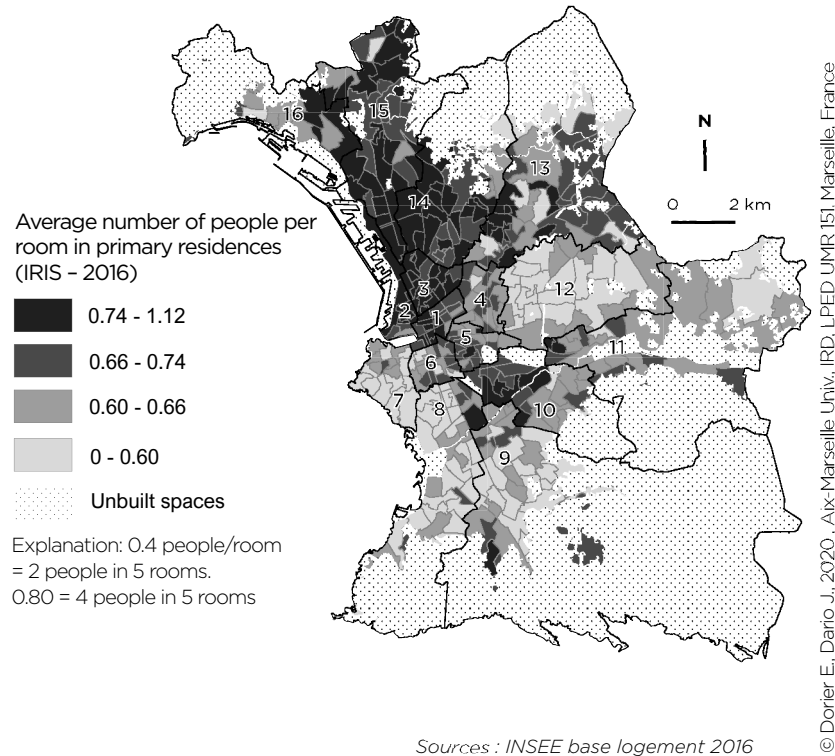 Average number of people per
room in primary residences
(IRIS – 2016)
0.74 - 1.12
0.66 - 0.74
0.60 - 0.66
0 - 0.60
Unbuilt spaces
Explanation: 0.4 people/room
= 2 people in 5 rooms.
0.80 = 4 people in 5 rooms
15
16
13
14
3
2
1
4
12
5
6
11
7
8
10
9
N
0 2 km
© Dorier E., Dario J., 2020, Aix-Marseille Univ., IRD, LPED UMR 151, Marseille, France
Sources : INSEE base logement 2016